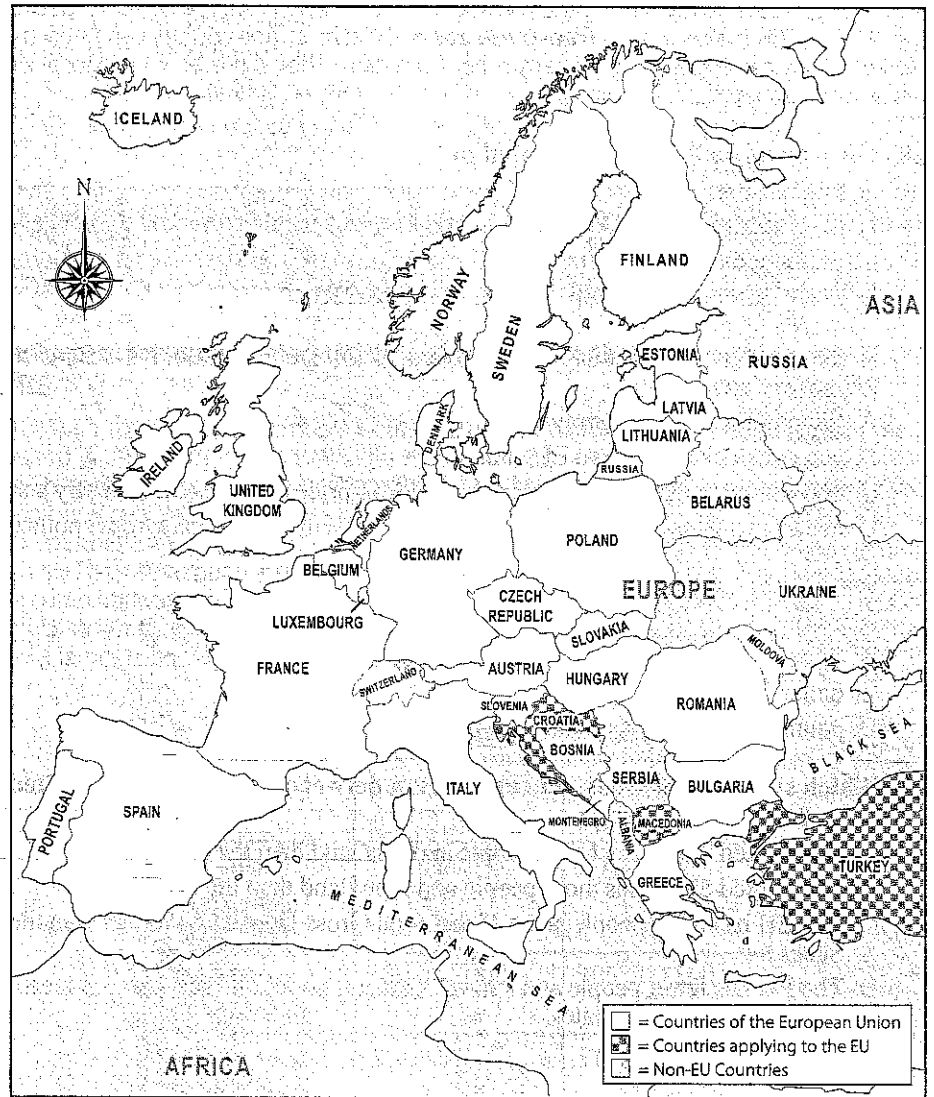 ICELAND
N
FINLAND
NORWAY
SWEDEN
ASIA
ESTONIA
RUSSIA
LATVIA
DENMARK
LITHUANIA
RUSSIA
IRELAND
UNITED
KINGDOM
BELARUS
NETHERLANDS
POLAND
GERMANY
BELGIUM
EUROPE
UKRAINE
CZECH
REPUBLIC
LUXEMBOURG
SLOVAKIA
MOLDOVA
FRANCE
AUSTRIA
SWITZERLAND
HUNGARY
ROMANIA
SLOVENIA
CROATIA
BOSNIA
BLACK SEA
SERBIA
ITALY
BULGARIA
PORTUGAL
SPAIN
MONTENEGRO
ALBANIA
MACEDONIA
TURKEY
GREECE
MEDITERRANEAN SEA
= Countries of the European Union
= Countries applying to the EU
= Non-EU Countries
AFRICA